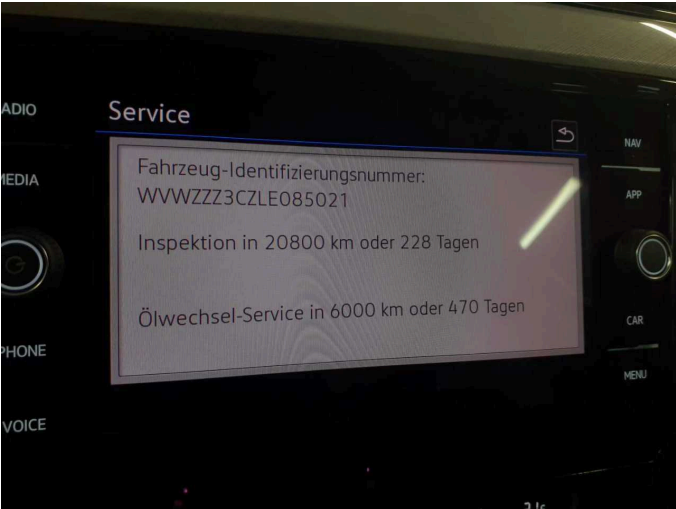 Service
ADIO
MEDIA
PHONE
VOICE
Fahrzeug-Identifizierungsnummer:
WVWZZZ3CZLE085021
Inspektion in 20800 km oder 228 Tagen
Ölwechsel-Service in 6000 km oder 470 Tagen
NAV
APP
CAR
MENU